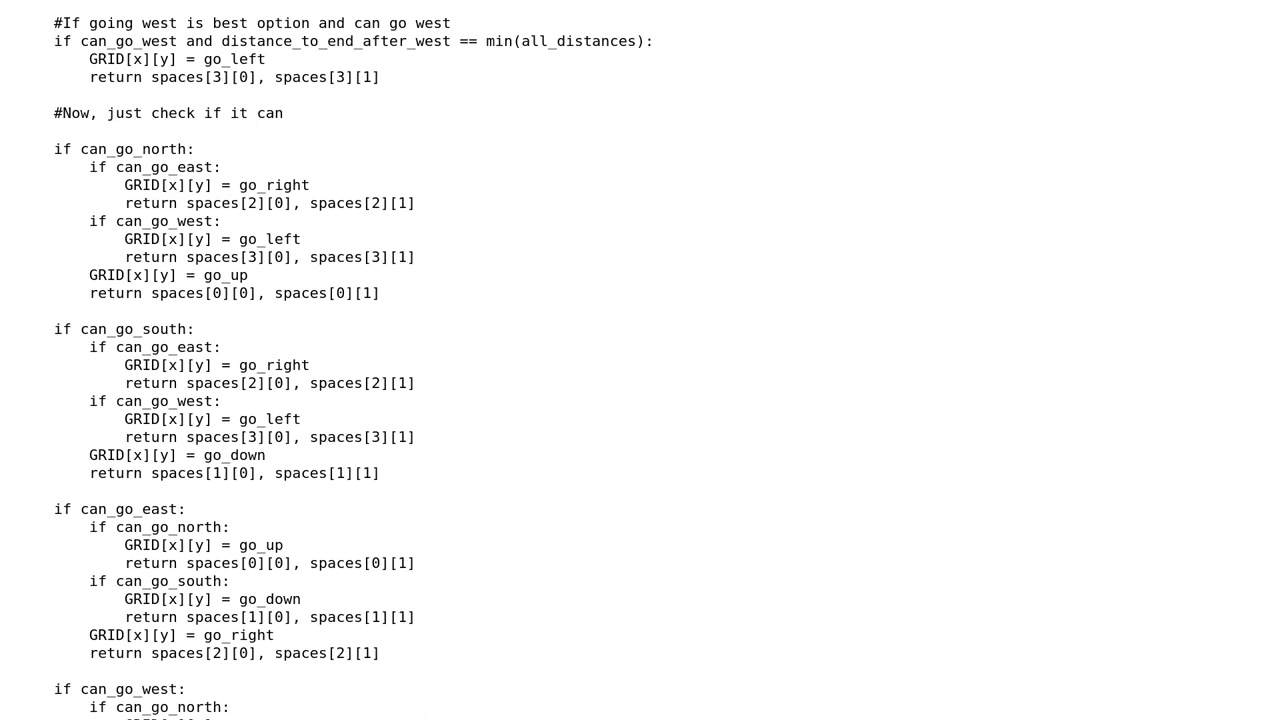 #If going west is best option and can go west
if can_go_west and distance_to_end_after_west == min(all_distances):
    GRID[x][y] = go_left
    return spaces[3][0], spaces[3][1]

#Now, just check if it can

if can_go_north:
    if can_go_east:
        GRID[x][y] = go_right
        return spaces[2][0], spaces[2][1]
    if can_go_west:
        GRID[x][y] = go_left
        return spaces[3][0], spaces[3][1]
    GRID[x][y] = go_up
    return spaces[0][0], spaces[0][1]

if can_go_south:
    if can_go_east:
        GRID[x][y] = go_right
        return spaces[2][0], spaces[2][1]
    if can_go_west:
        GRID[x][y] = go_left
        return spaces[3][0], spaces[3][1]
    GRID[x][y] = go_down
    return spaces[1][0], spaces[1][1]

if can_go_east:
    if can_go_north:
        GRID[x][y] = go_up
        return spaces[0][0], spaces[0][1]
    if can_go_south:
        GRID[x][y] = go_down
        return spaces[1][0], spaces[1][1]
    GRID[x][y] = go_right
    return spaces[2][0], spaces[2][1]

if can_go_west:
    if can_go_north: